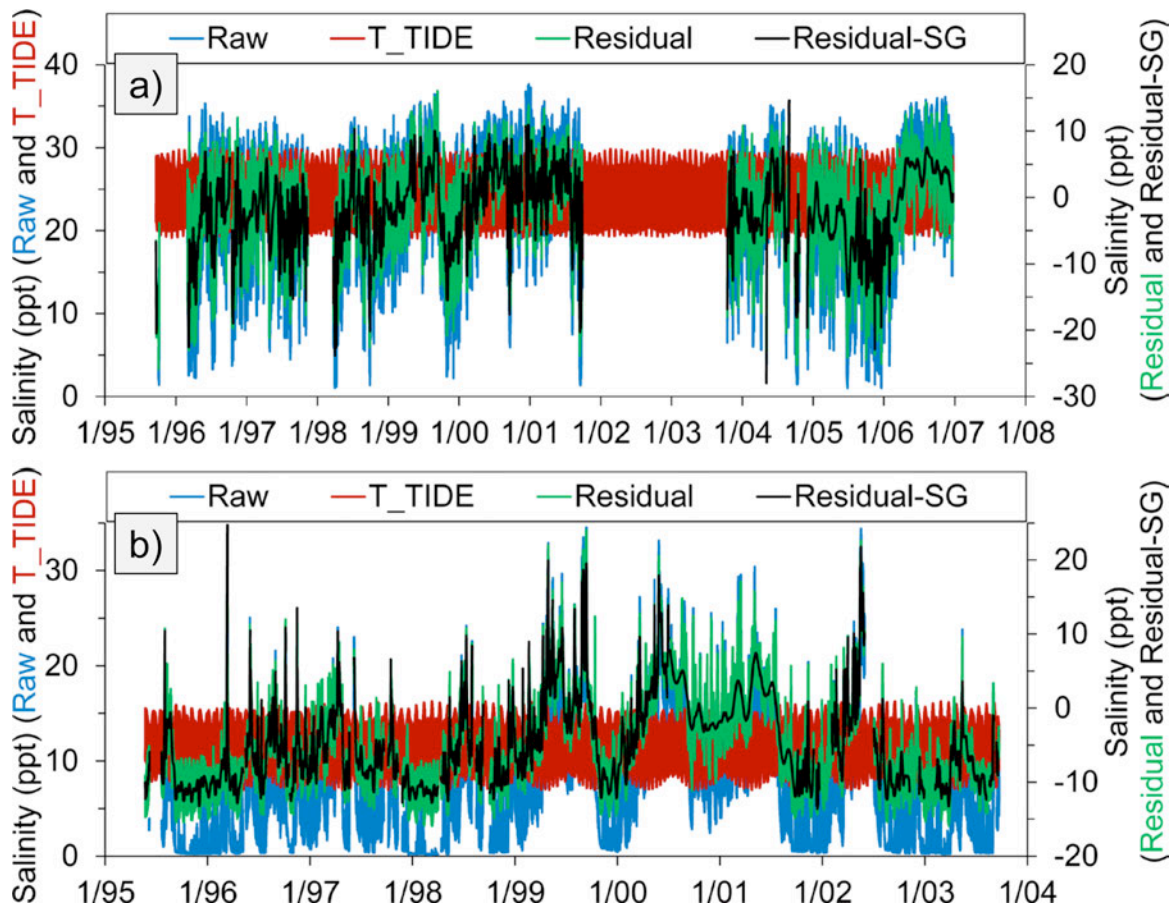 Raw T_TIDE Residual Residual-SG
a)
Salinity (ppt) (Raw and T_TIDE)
40
30
20
10
0
20
10
0
-10
-20
-30
Salinity (ppt)
(Residual and Residual-SG)
1/95 1/96 1/97 1/98 1/99 1/00 1/01 1/02 1/03 1/04 1/05 1/06 1/07 1/08
Raw T_TIDE Residual Residual-SG
b)
Salinity (ppt) (Raw and T_TIDE)
30
20
10
0
20
10
0
-10
-20
Salinity (ppt)
(Residual and Residual-SG)
1/95 1/96 1/97 1/98 1/99 1/00 1/01 1/02 1/03 1/04